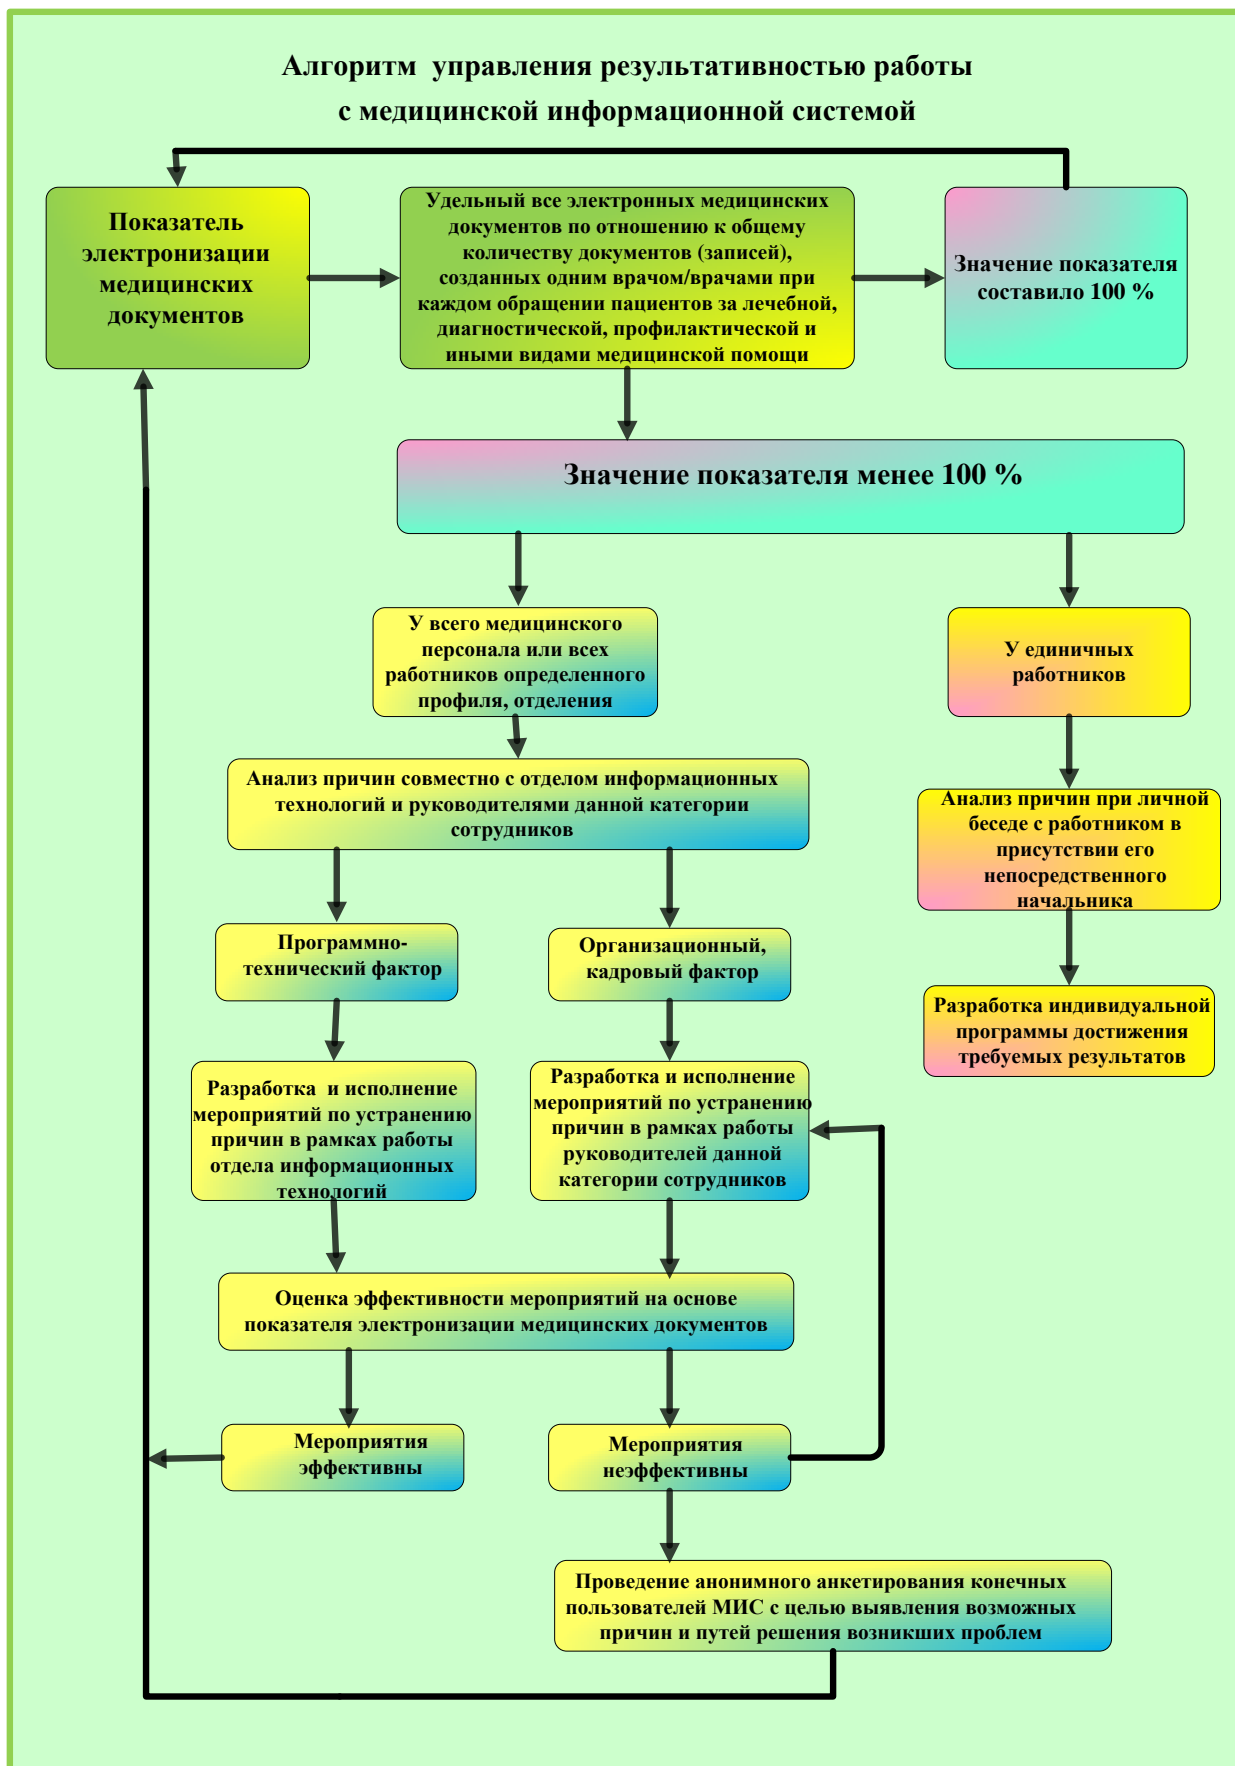 Алгоритм управления результативностью работы
с медицинской информационной системой
Показатель
электронизации
медицинских
документов
Удельный все электронных медицинских
документов по отношению к общему
количеству документов (записей),
созданных одним врачом/врачами при
каждом обращении пациентов за лечебной,
диагностической, профилактической и
иными видами медицинской помощи
Значение показателя
составило 100 %
Значение показателя менее 100 %
У всего медицинского
персонала или всех
работников определенного
профиля, отделения
У единичных
работников
Анализ причин совместно с отделом информационных
технологий и руководителями данной категории
сотрудников
Анализ причин при личной
беседе с работником в
присутствии его
непосредственного
начальника
Программно-
технический фактор
Организационный,
кадровый фактор
Разработка индивидуальной
программы достижения
требуемых результатов
Разработка и исполнение
мероприятий по устранению
причин в рамках работы
отдела информационных
технологий
Разработка и исполнение
мероприятий по устранению
причин в рамках работы
руководителей данной
категории сотрудников
Оценка эффективности мероприятий на основе
показателя электронизации медицинских документов
Мероприятия
эффективны
Мероприятия
неэффективны
Проведение анонимного анкетирования конечных
пользователей МИС с целью выявления возможных
причин и путей решения возникших проблем